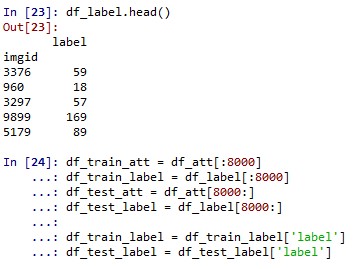 In [23]: df_label.head()
Out[23]:
       label
imgid
3376      59
960       18
3297      57
9899     169
5179      89

In [24]: df_train_att = df_att[:8000]
    ...: df_train_label = df_label[:8000]
    ...: df_test_att = df_att[8000:]
    ...: df_test_label = df_label[8000:]
    ...:
    ...: df_train_label = df_train_label['label']
    ...: df_test_label = df_test_label['label']